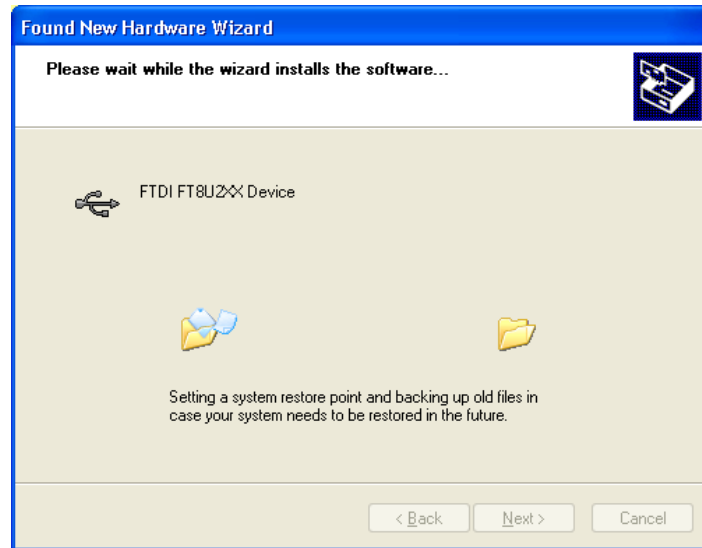 Found New Hardware Wizard
Please wait while the wizard installs the software...
FTDI FT8U2XX Device
Setting a system restore point and backing up old files in
case your system needs to be restored in the future.
< Back
Next >
Cancel